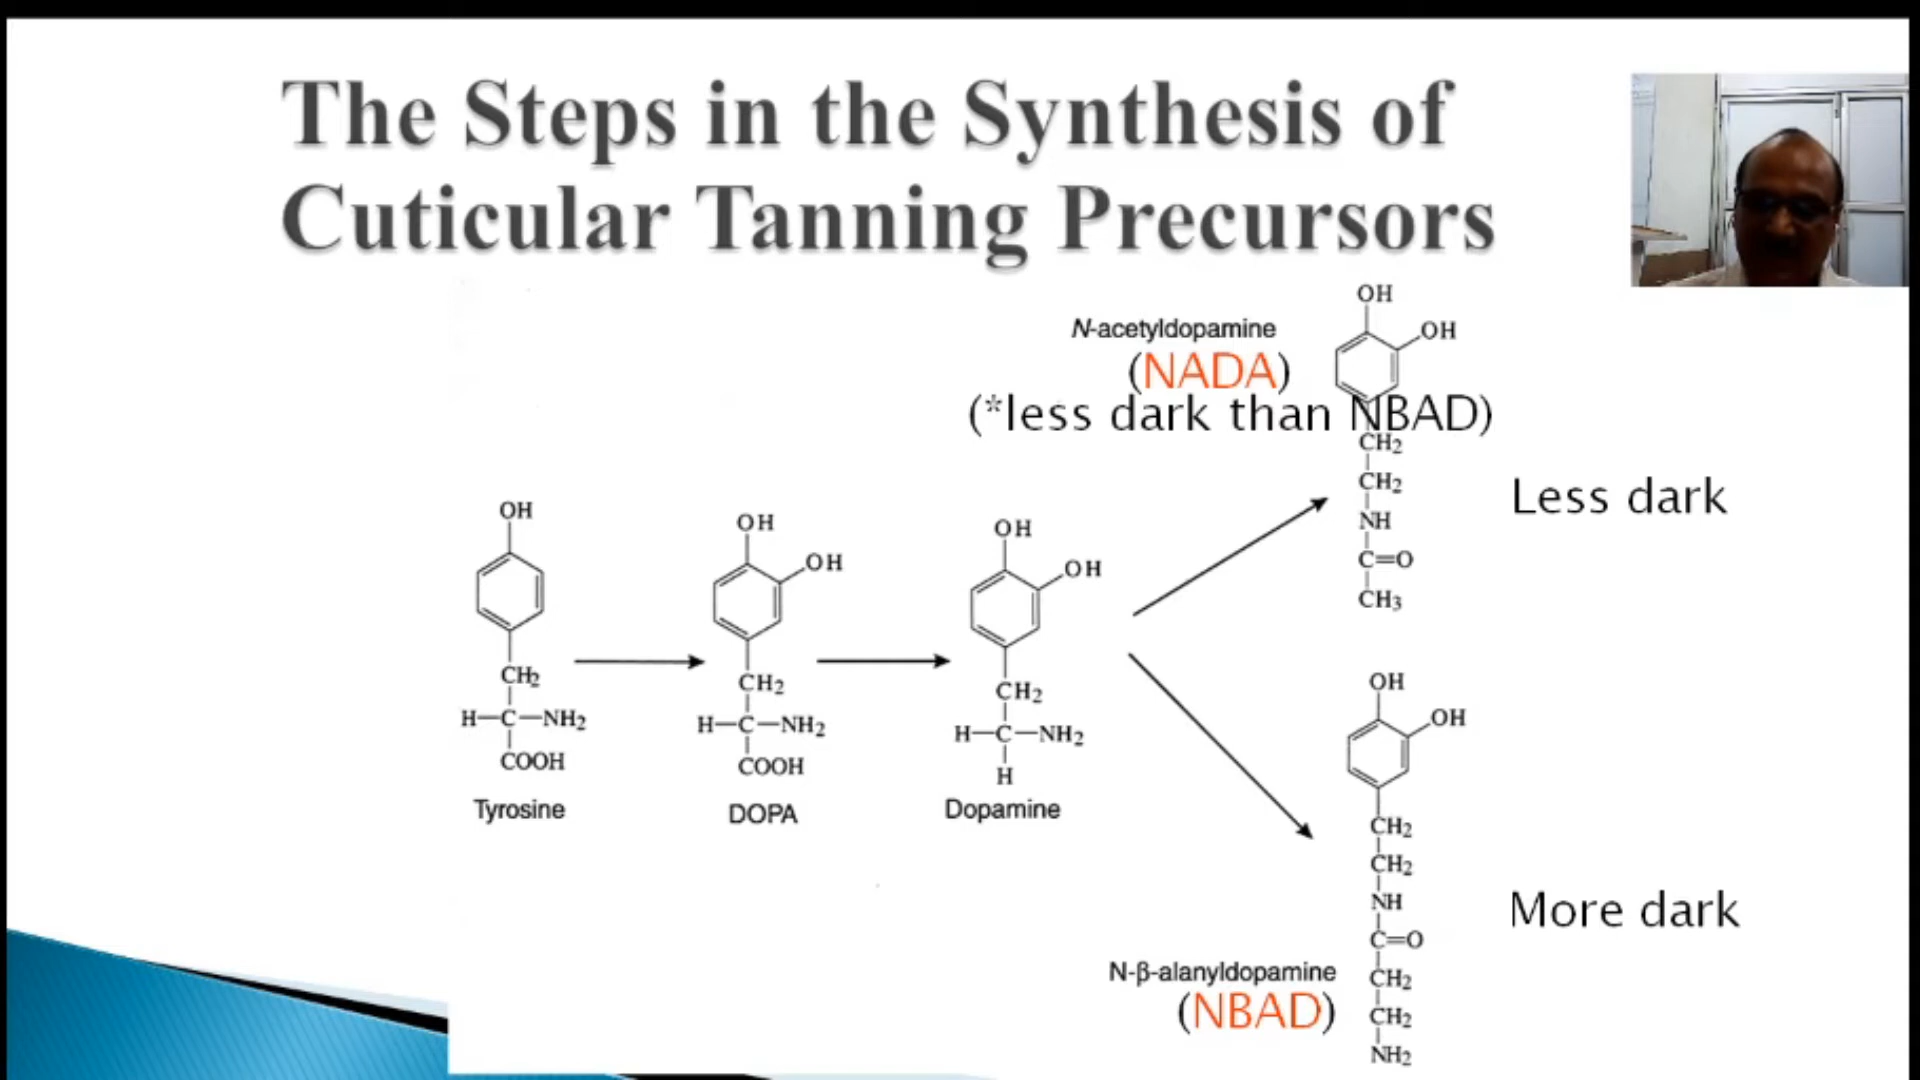 The Steps in the Synthesis of
Cuticular Tanning Precursors
N-acetyldopamine
(NADA)
(*less dark than NBAD)
OH
OH
CH2
CH2
NH
C=O
CH3
Less dark
OH
CH2
H-C-NH2
COOH
Tyrosine
OH
OH
CH2
H-C-NH2
COOH
DOPA
OH
OH
CH2
H-C-NH2
H
Dopamine
OH
OH
CH2
CH2
NH
C=O
CH2
CH2
NH2
More dark
N-β-alanyldopamine
(NBAD)